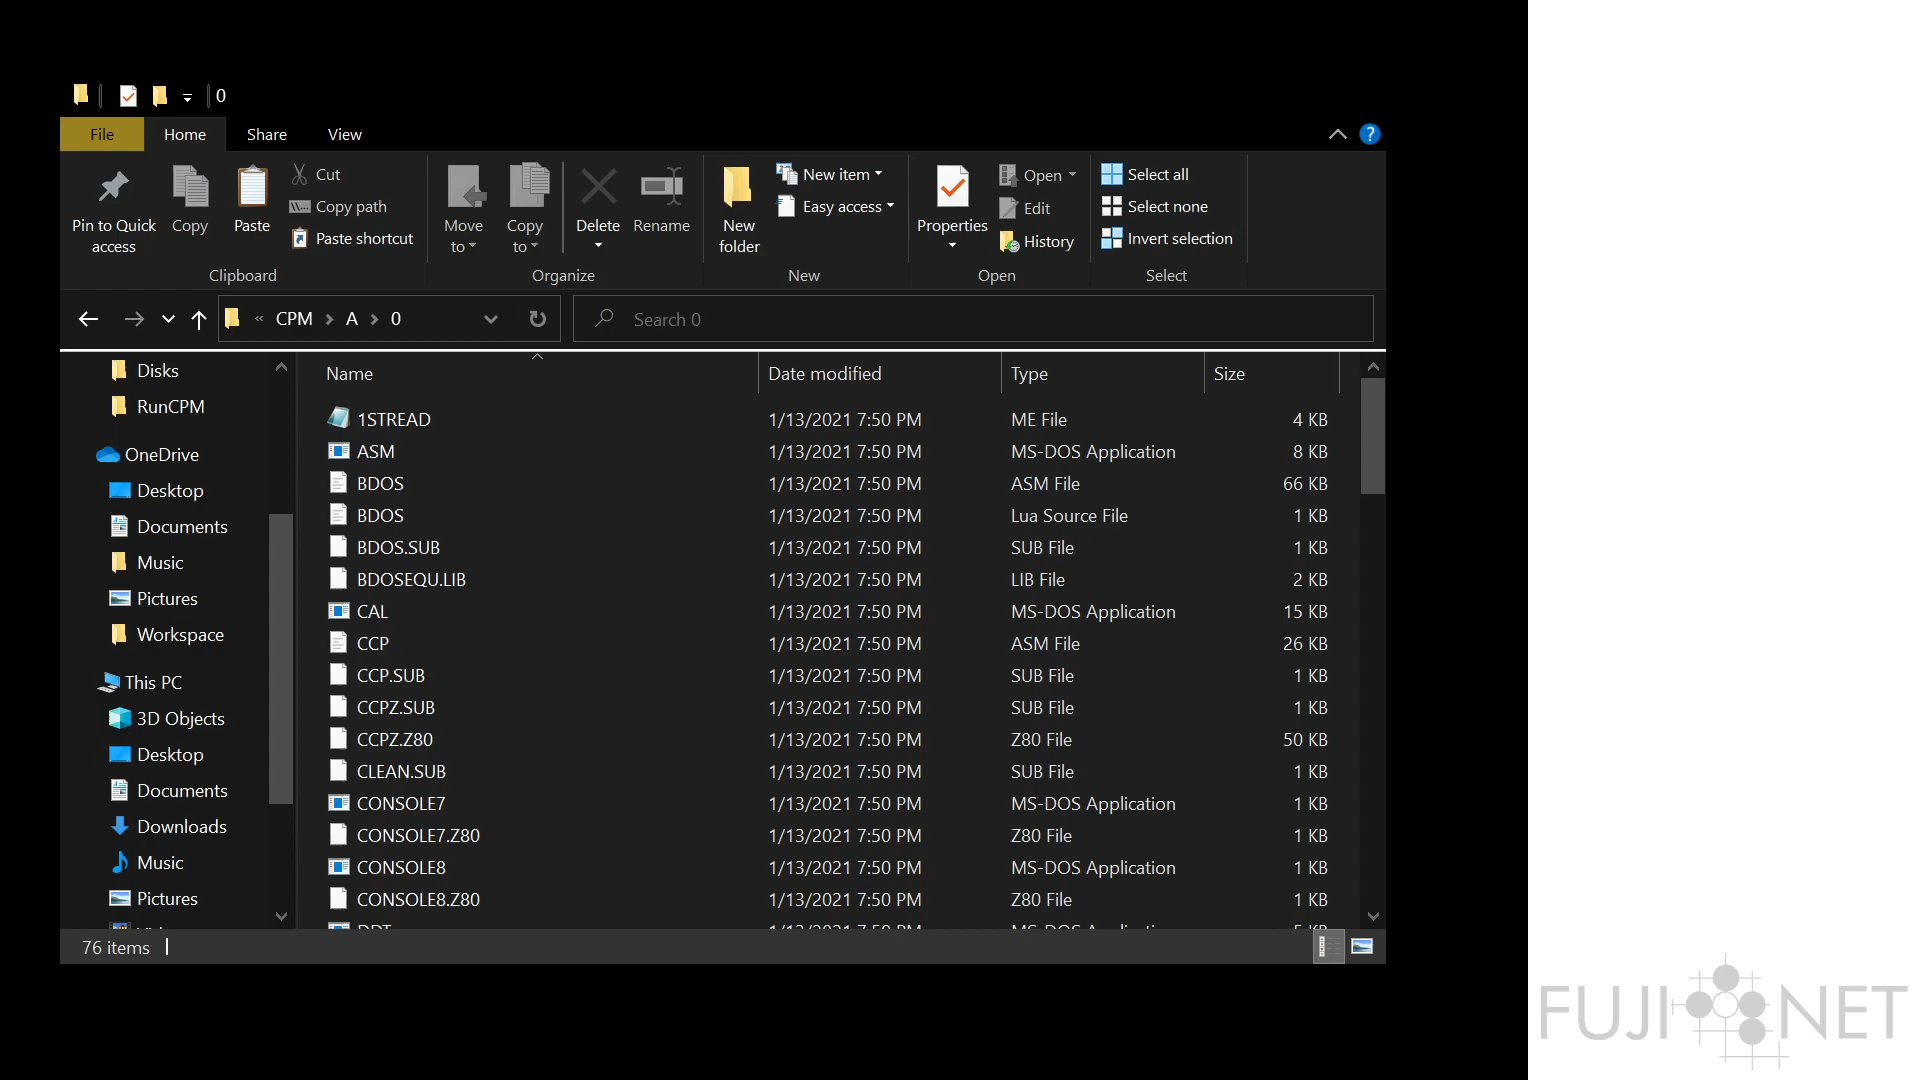 0
File Home Share View
Pin to Quick access
Copy
Paste
Cut
Copy path
Paste shortcut
Clipboard
Move to
Copy to
Delete
Rename
Organize
New folder
New item
Easy access
New
Properties
Open
Edit
History
Open
Select all
Select none
Invert selection
Select
« CPM > A > 0
Search 0
Disks
RunCPM
OneDrive
Desktop
Documents
Music
Pictures
Workspace
This PC
3D Objects
Desktop
Documents
Downloads
Music
Pictures
Name Date modified Type Size
1STREAD 1/13/2021 7:50 PM ME File 4 KB
ASM 1/13/2021 7:50 PM MS-DOS Application 8 KB
BDOS 1/13/2021 7:50 PM ASM File 66 KB
BDOS 1/13/2021 7:50 PM Lua Source File 1 KB
BDOS.SUB 1/13/2021 7:50 PM SUB File 1 KB
BDOSEQU.LIB 1/13/2021 7:50 PM LIB File 2 KB
CAL 1/13/2021 7:50 PM MS-DOS Application 15 KB
CCP 1/13/2021 7:50 PM ASM File 26 KB
CCP.SUB 1/13/2021 7:50 PM SUB File 1 KB
CCPZ.SUB 1/13/2021 7:50 PM SUB File 1 KB
CCPZ.Z80 1/13/2021 7:50 PM Z80 File 50 KB
CLEAN.SUB 1/13/2021 7:50 PM SUB File 1 KB
CONSOLE7 1/13/2021 7:50 PM MS-DOS Application 1 KB
CONSOLE7.Z80 1/13/2021 7:50 PM Z80 File 1 KB
CONSOLE8 1/13/2021 7:50 PM MS-DOS Application 1 KB
CONSOLE8.Z80 1/13/2021 7:50 PM Z80 File 1 KB
76 items
FUJI NET